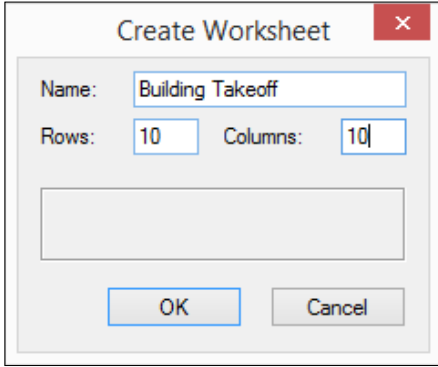 Create Worksheet
Name: Building Takeoff
Rows: 10 Columns: 10
OK Cancel